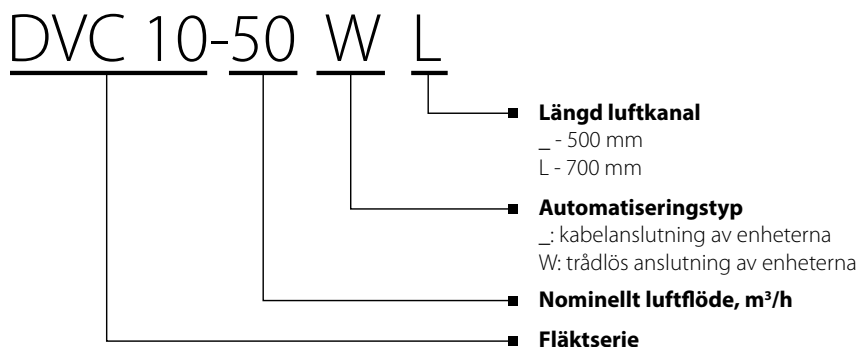 DVC 10-50 W L
Längd luftkanal
_ - 500 mm
L - 700 mm
Automatiseringstyp
_: kabelanslutning av enheterna
W: trådlös anslutning av enheterna
Nominellt luftflöde, m³/h
Fläktserie